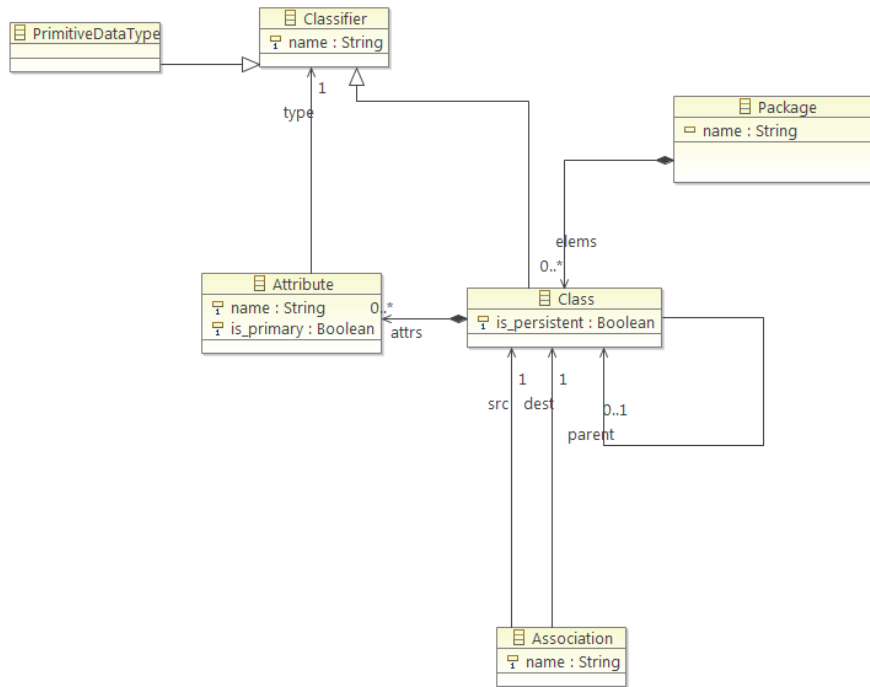 Classifier
name : String
PrimitiveDataType
1
type
Package
name : String
elems
0..*
Attribute
name : String
is_primary : Boolean
0..*
attrs
Class
is_persistent : Boolean
1
1
src
dest
0..1
parent
Association
name : String